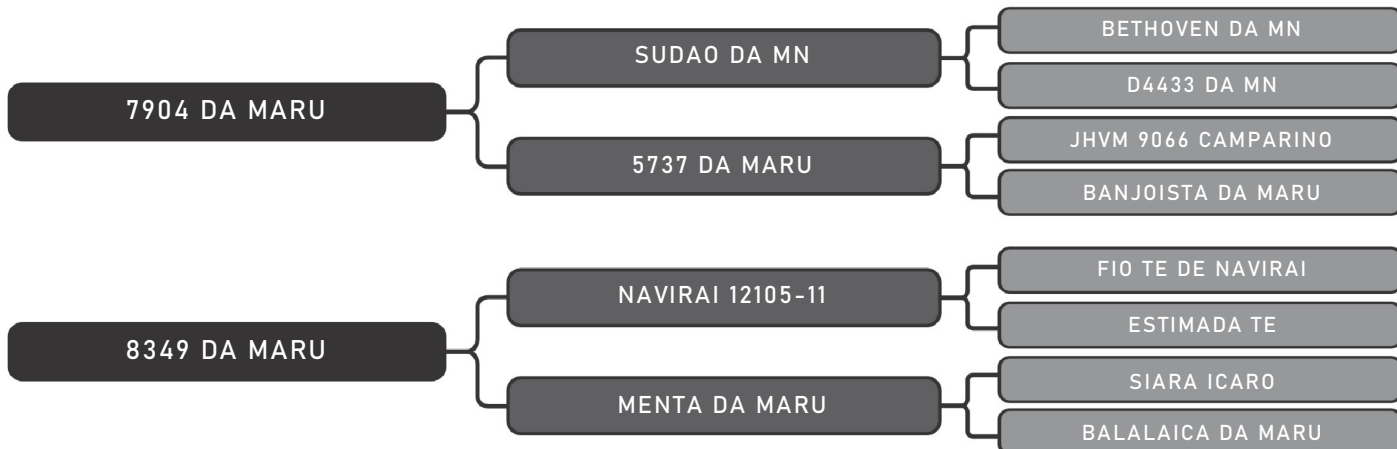 7904 DA MARU
SUDAO DA MN
BETHOVEN DA MN
D4433 DA MN
5737 DA MARU
JHVM 9066 CAMPARINO
BANJOISTA DA MARU
8349 DA MARU
NAVIRAI 12105-11
FIO TE DE NAVIRAI
ESTIMADA TE
MENTA DA MARU
SIARA ICARO
BALALAICA DA MARU